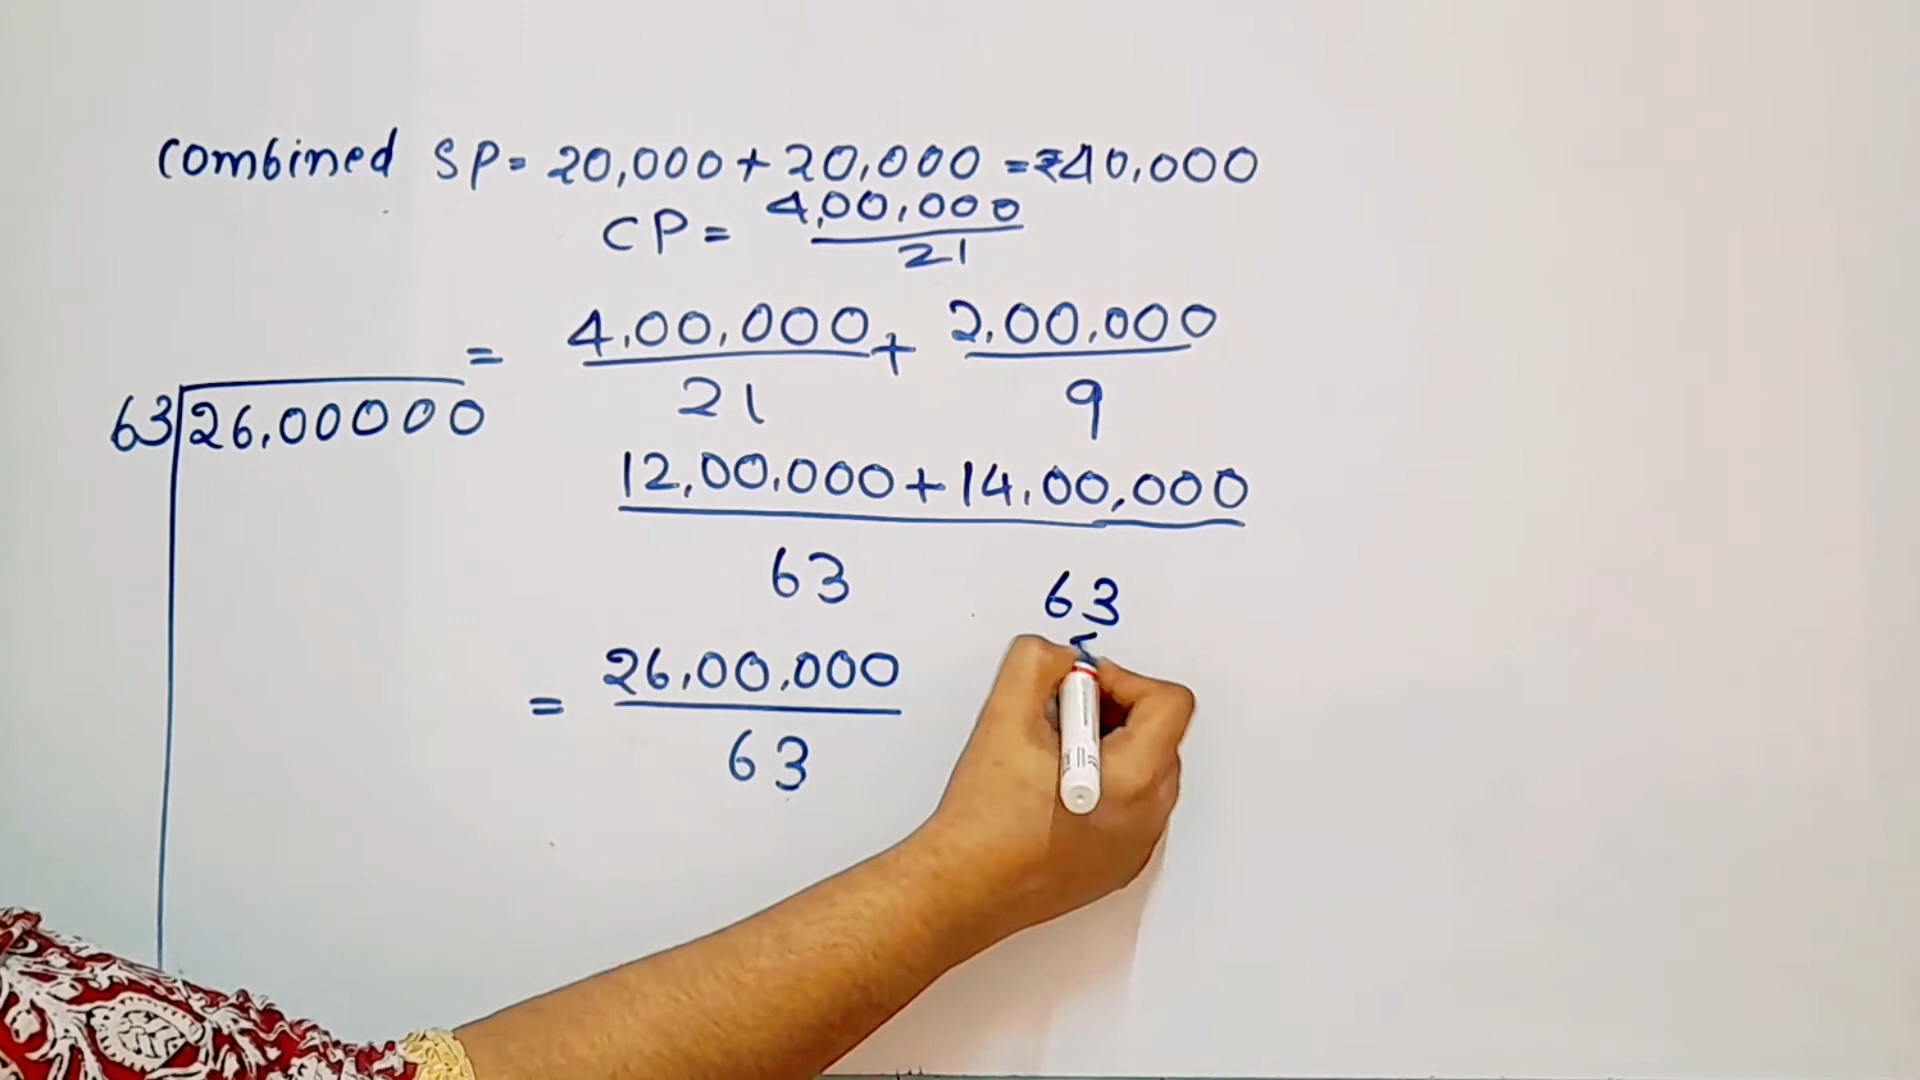 combined SP= 20,000 + 20,000 = ₹40,000
CP= 4,00,000
21
= 4,00,000 + 2,00,000
21 9
63 26,00000
12,00,000 + 14,00,000
63
63
= 26,00,000
63